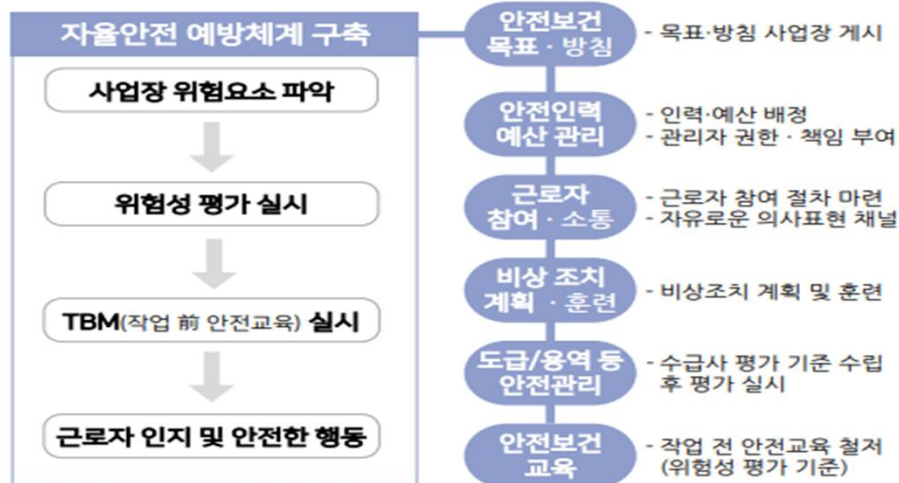 자율안전 예방체계 구축
사업장 위험요소 파악
위험성 평가 실시
TBM(작업 前 안전교육) 실시
근로자 인지 및 안전한 행동
안전보건
목표 · 방침
- 목표·방침 사업장 게시
안전인력
예산 관리
- 인력·예산 배정
- 관리자 권한 · 책임 부여
근로자
참여 · 소통
- 근로자 참여 절차 마련
- 자유로운 의사표현 채널
비상 조치
계획 · 훈련
- 비상조치 계획 및 훈련
도급/용역 등
안전관리
- 수급사 평가 기준 수립
후 평가 실시
안전보건
교육
- 작업 전 안전교육 철저
(위험성 평가 기준)